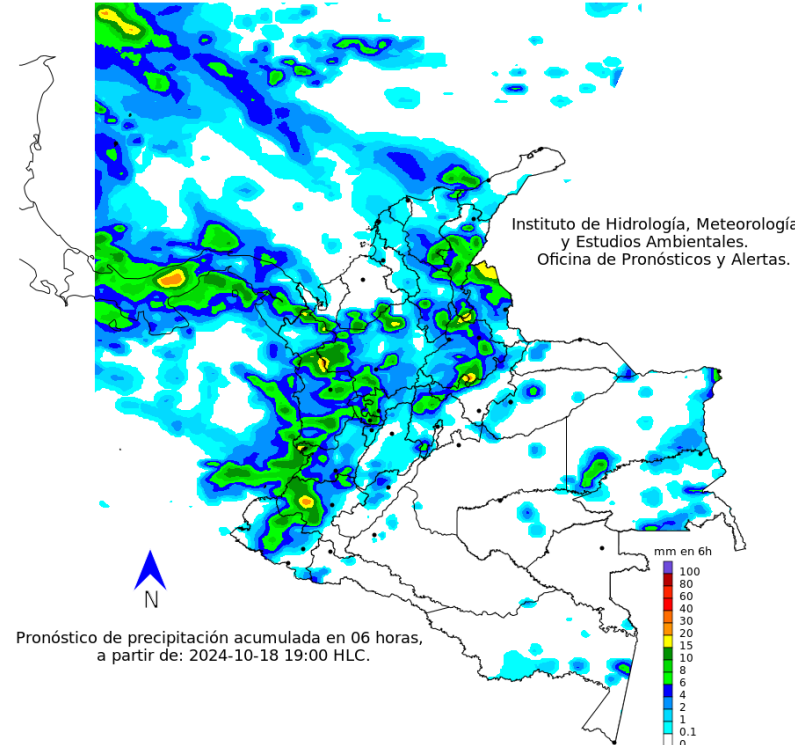 Instituto de Hidrología, Meteorología
y Estudios Ambientales.
Oficina de Pronósticos y Alertas.
mm en 6h
100
80
60
40
30
20
15
10
8
6
4
2
1
0.1
0
N
Pronóstico de precipitación acumulada en 06 horas,
a partir de: 2024-10-18 19:00 HLC.